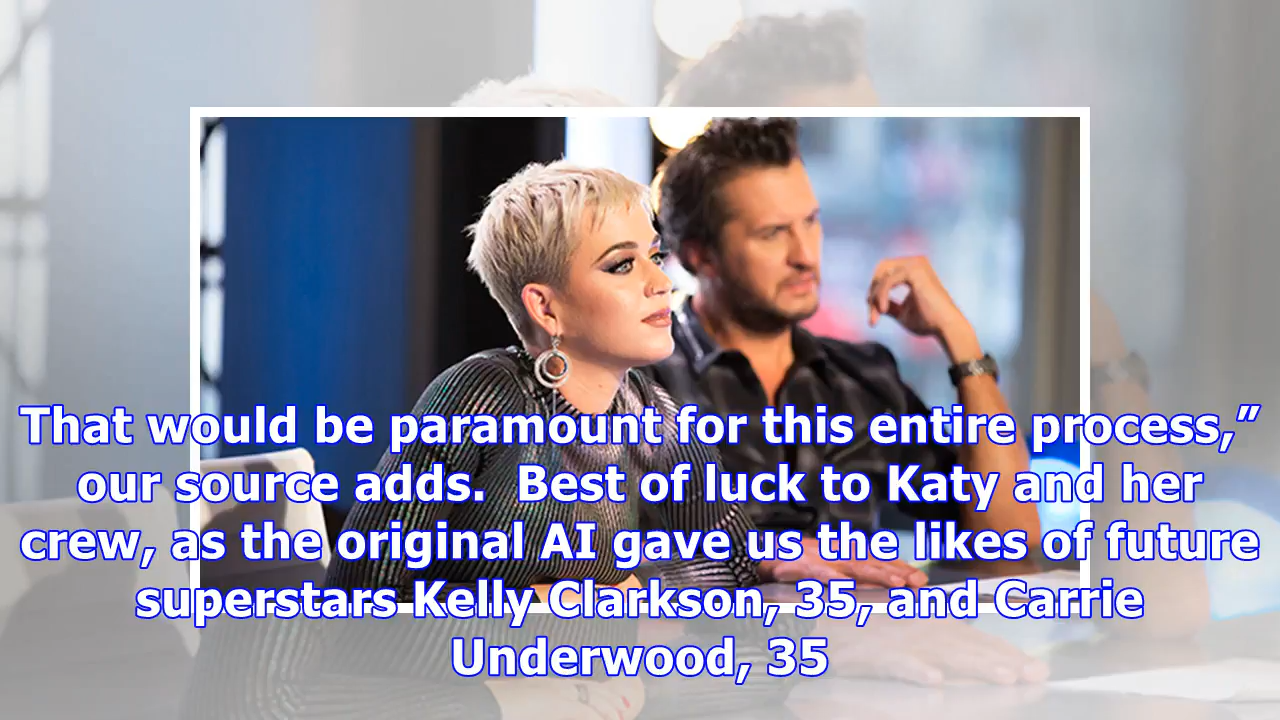 That would be paramount for this entire process,”
our source adds.  Best of luck to Katy and her
crew, as the original AI gave us the likes of future
superstars Kelly Clarkson, 35, and Carrie
Underwood, 35